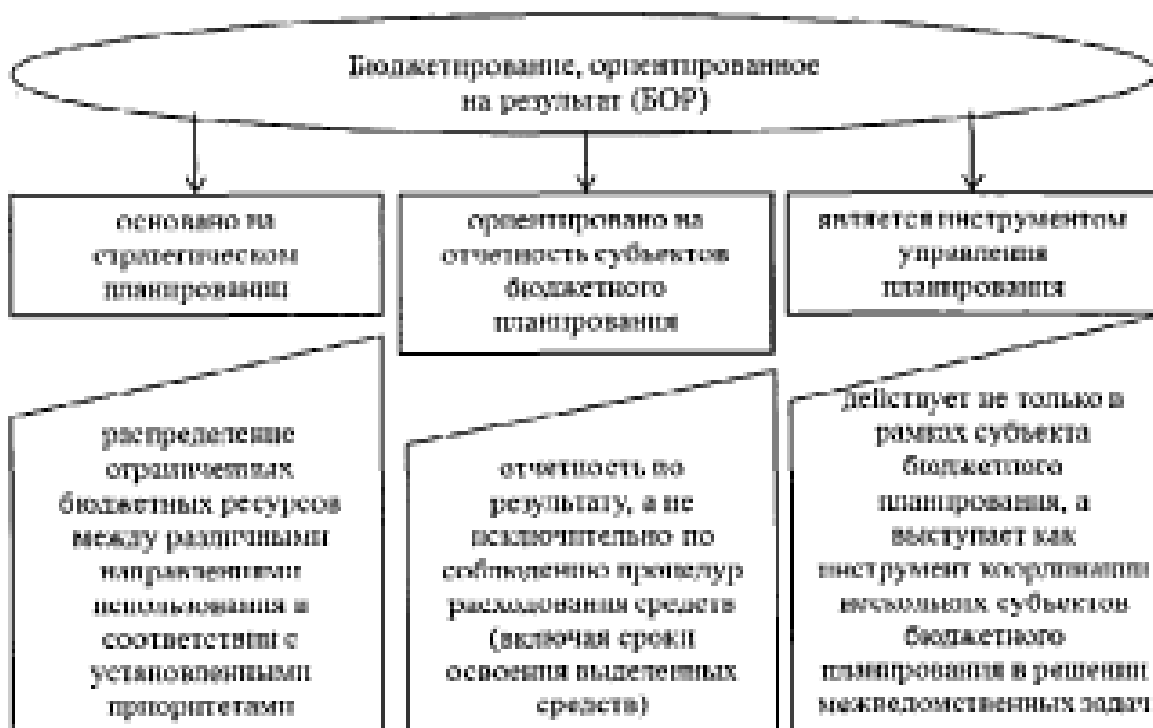 Бюджетирование, ориентированное
на результат (БОР)
основано на
стратегическом
планировании
ориентировано на
отчетность субъектов
бюджетного
планирования
является инструментом
управления
планирования
распределение
ограниченных
бюджетных ресурсов
между различными
направлениями
использования в
соответствии с
установленными
приоритетами
отчетность по
результату, а не
исключительно по
соблюдению процедур
расходования средств
(включая сроки
освоения выделенных
средств)
действует не только в
рамках субъекта
бюджетного
планирования, а
выступает как
инструмент координации
нескольких субъектов
бюджетного
планирования в решении
межведомственных задач